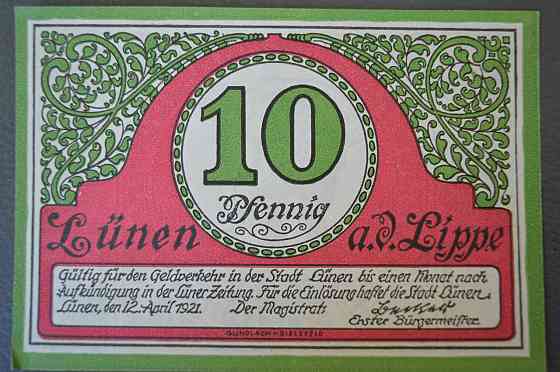 10
Pfennig
Lünen a.d. Lippe
Gültig für den Geldverkehr in der Stadt Lünen bis einen Monat nach
Aufkündigung in der Lüner Zeitung. Für die Einlösung haftet die Stadt Lünen.
Lünen, den 12. April 1921. Der Magistrat:
Erster Bürgermeister.
GUNDLACH • BIELEFELD